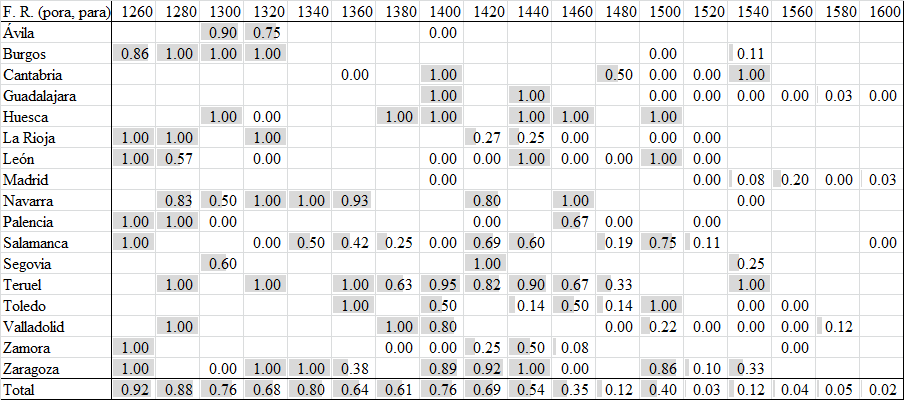 F. R. (pora, para) 1260 1280 1300 1320 1340 1360 1380 1400 1420 1440 1460 1480 1500 1520 1540 1560 1580 1600
Ávila 0.90 0.75 0.00
Burgos 0.86 1.00 1.00 1.00 0.00 0.11
Cantabria 0.00 1.00 0.50 0.00 0.00 1.00
Guadalajara 1.00 1.00 0.00 0.00 0.00 0.00 0.03 0.00
Huesca 1.00 0.00 1.00 1.00 1.00 1.00 1.00
La Rioja 1.00 1.00 1.00 0.27 0.25 0.00 0.00 0.00
León 1.00 0.57 0.00 0.00 0.00 1.00 0.00 0.00 1.00 0.00
Madrid 0.00 0.00 0.08 0.20 0.00 0.03
Navarra 0.83 0.50 1.00 1.00 0.93 0.80 1.00 0.00
Palencia 1.00 1.00 0.00 0.00 0.67 0.00 0.00
Salamanca 1.00 0.00 0.50 0.42 0.25 0.00 0.69 0.60 0.19 0.75 0.11 0.00
Segovia 0.60 1.00 0.25
Teruel 1.00 1.00 1.00 0.63 0.95 0.82 0.90 0.67 0.33 1.00
Toledo 1.00 0.50 0.14 0.50 0.14 1.00 0.00 0.00
Valladolid 1.00 1.00 0.80 0.00 0.22 0.00 0.00 0.00 0.12
Zamora 1.00 0.00 0.00 0.25 0.50 0.08 0.00
Zaragoza 1.00 0.00 1.00 1.00 0.38 0.89 0.92 1.00 0.00 0.86 0.10 0.33
Total 0.92 0.88 0.76 0.68 0.80 0.64 0.61 0.76 0.69 0.54 0.35 0.12 0.40 0.03 0.12 0.04 0.05 0.02